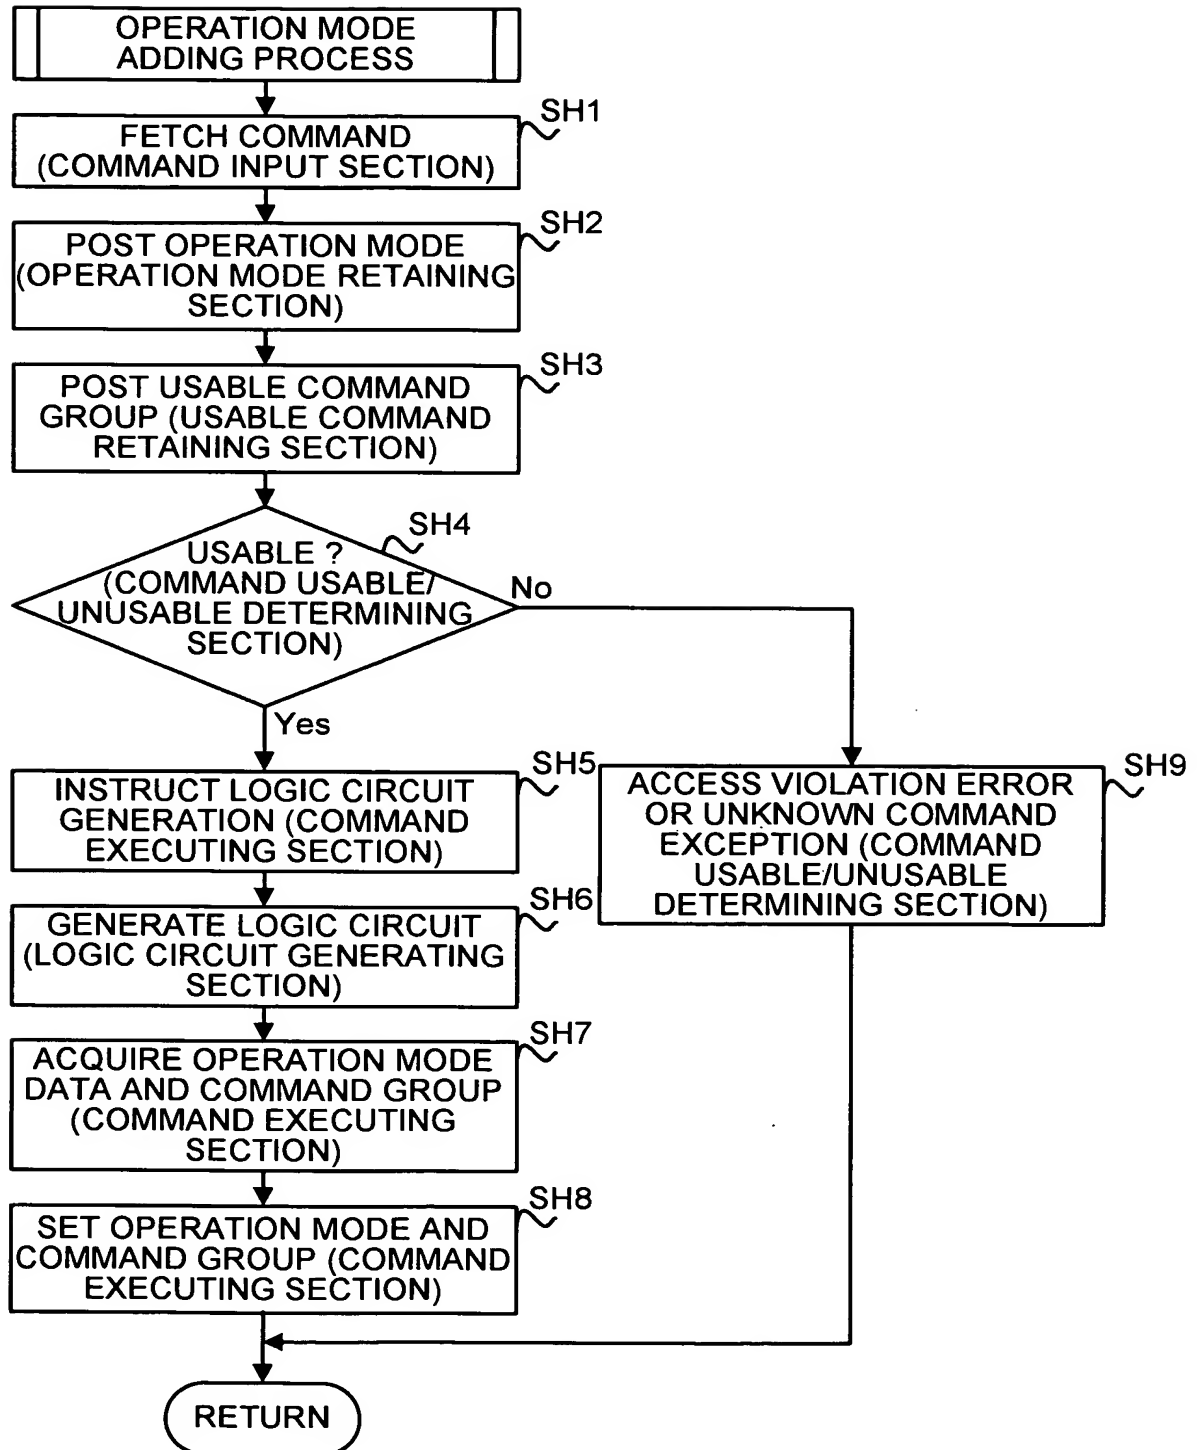 OPERATION MODE
ADDING PROCESS
SH1
FETCH COMMAND
(COMMAND INPUT SECTION)
SH2
POST OPERATION MODE
(OPERATION MODE RETAINING
SECTION)
SH3
POST USABLE COMMAND
GROUP (USABLE COMMAND
RETAINING SECTION)
SH4
USABLE ?
(COMMAND USABLE/
UNUSABLE DETERMINING
SECTION)
No
Yes
SH5
INSTRUCT LOGIC CIRCUIT
GENERATION (COMMAND
EXECUTING SECTION)
SH9
ACCESS VIOLATION ERROR
OR UNKNOWN COMMAND
EXCEPTION (COMMAND
USABLE/UNUSABLE
DETERMINING SECTION)
SH6
GENERATE LOGIC CIRCUIT
(LOGIC CIRCUIT GENERATING
SECTION)
SH7
ACQUIRE OPERATION MODE
DATA AND COMMAND GROUP
(COMMAND EXECUTING
SECTION)
SH8
SET OPERATION MODE AND
COMMAND GROUP (COMMAND
EXECUTING SECTION)
RETURN